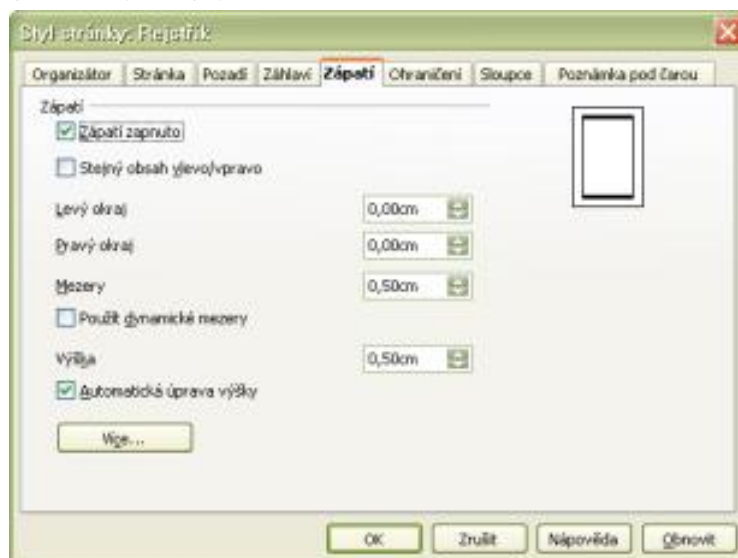 Styl stránky: Rejstřík
Organizátor Stránka Pozadí Záhlaví Zápatí Ohraničení Sloupce Poznámka pod čarou
Zápatí
Zápatí zapnuto
Stejný obsah vlevo/vpravo
Levý okraj 0,00cm
Pravý okraj 0,00cm
Mezery 0,50cm
Použít dynamické mezery
Výška 0,50cm
Automatická úprava výšky
Více...
OK Zrušit Nápověda Obnovit